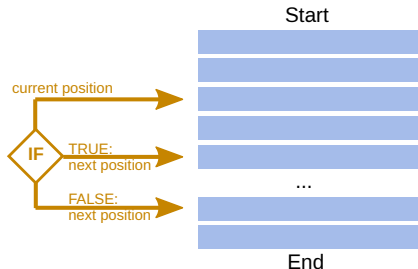 Start
current position
IF
TRUE:
next position
...
FALSE:
next position
End